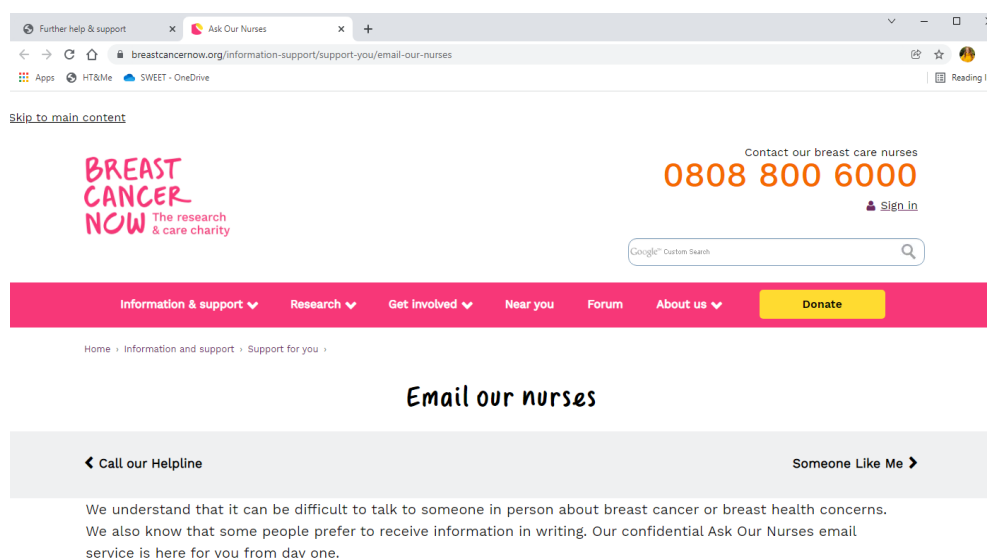 Further help & support
Ask Our Nurses
breastcancernow.org/information-support/support-you/email-our-nurses
Apps HT&Me SWEET - OneDrive
Reading l
Skip to main content
Contact our breast care nurses
0808 800 6000
Sign in
BREAST
CANCER
NOW The research
& care charity
Google™ Custom Search
Information & support Research Get involved Near you Forum About us Donate
Home › Information and support › Support for you ›
Email our nurses
Call our Helpline Someone Like Me
We understand that it can be difficult to talk to someone in person about breast cancer or breast health concerns.
We also know that some people prefer to receive information in writing. Our confidential Ask Our Nurses email
service is here for you from day one.